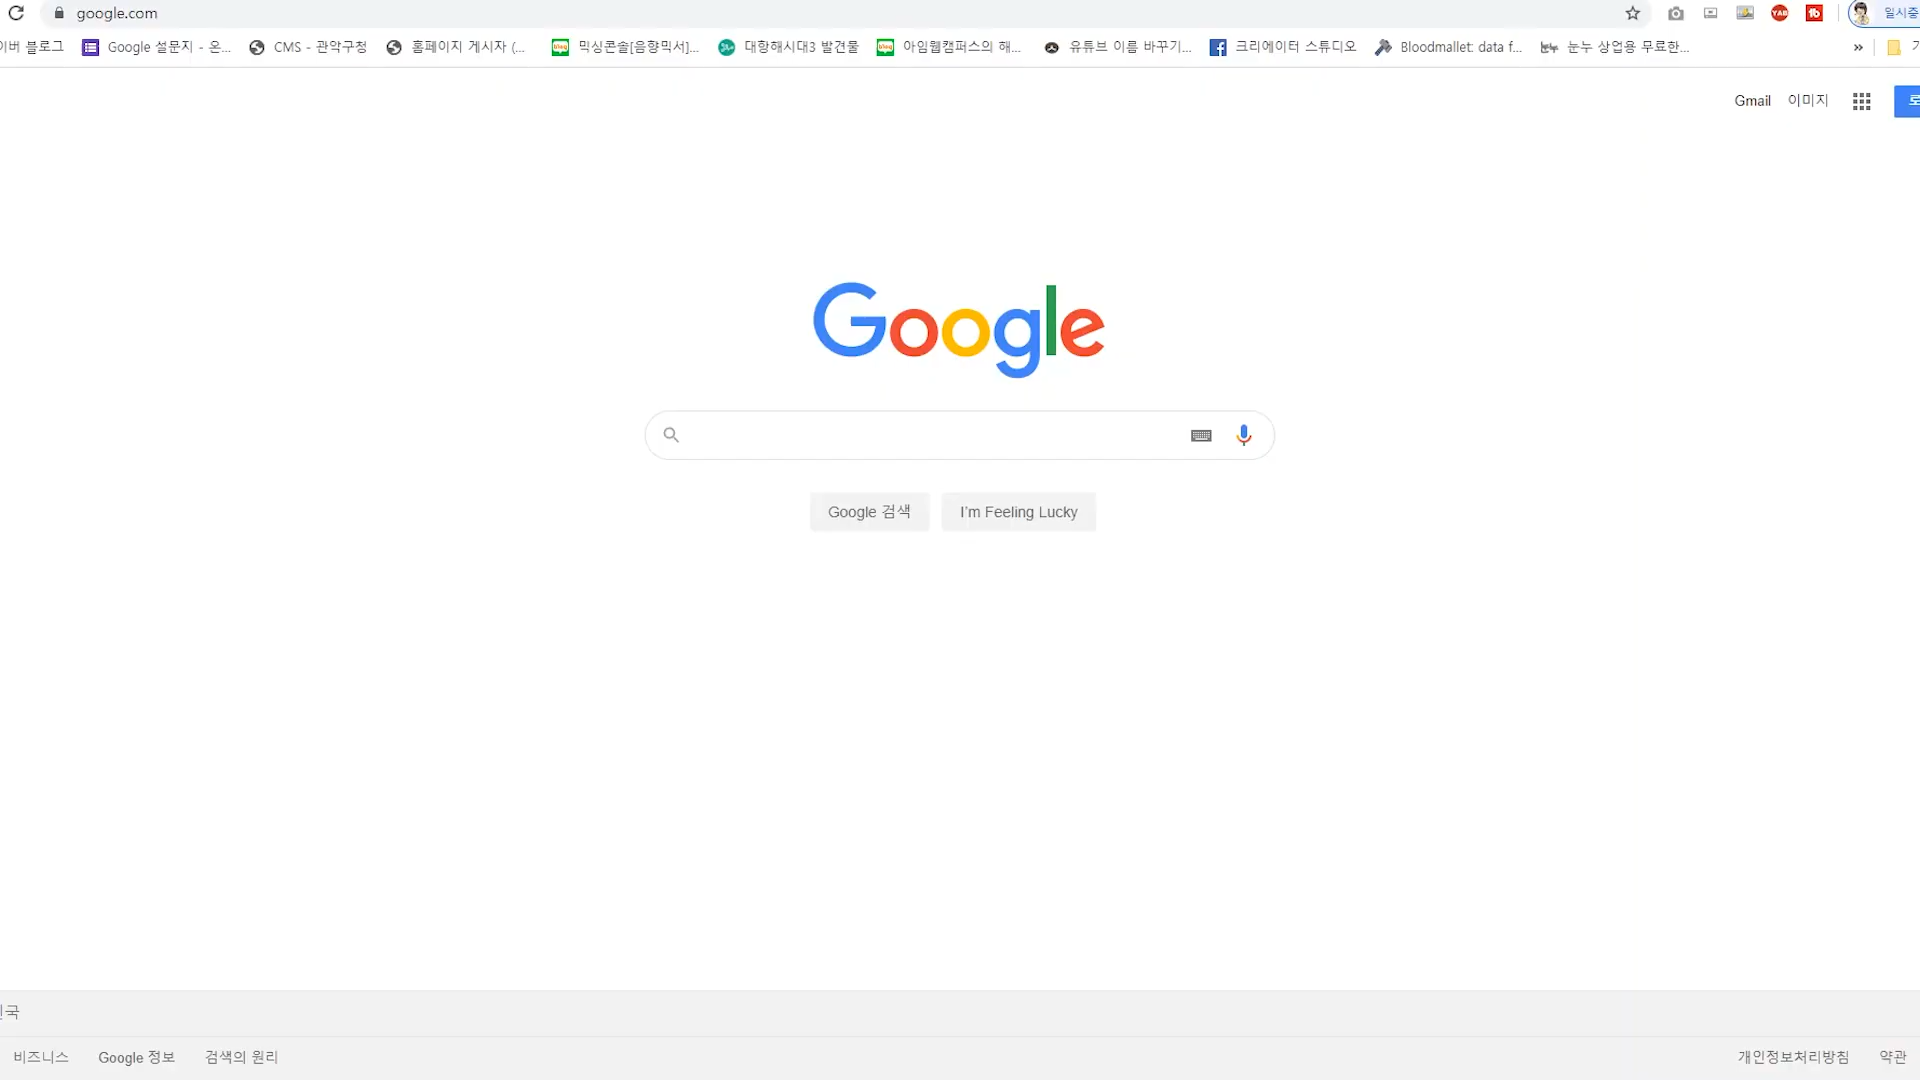 google.com
일시중
이버 블로그 Google 설문지 - 온... CMS - 관악구청 홈페이지 게시자 (... 믹싱콘솔[음향믹서]... 대항해시대3 발견물 아임웹캠퍼스의 해... 유튜브 이름 바꾸기... 크리에이터 스튜디오 Bloodmallet: data f... 눈누 상업용 무료한... »
Gmail 이미지
Google
Google 검색 I'm Feeling Lucky
비즈니스 Google 정보 검색의 원리 개인정보처리방침 약관